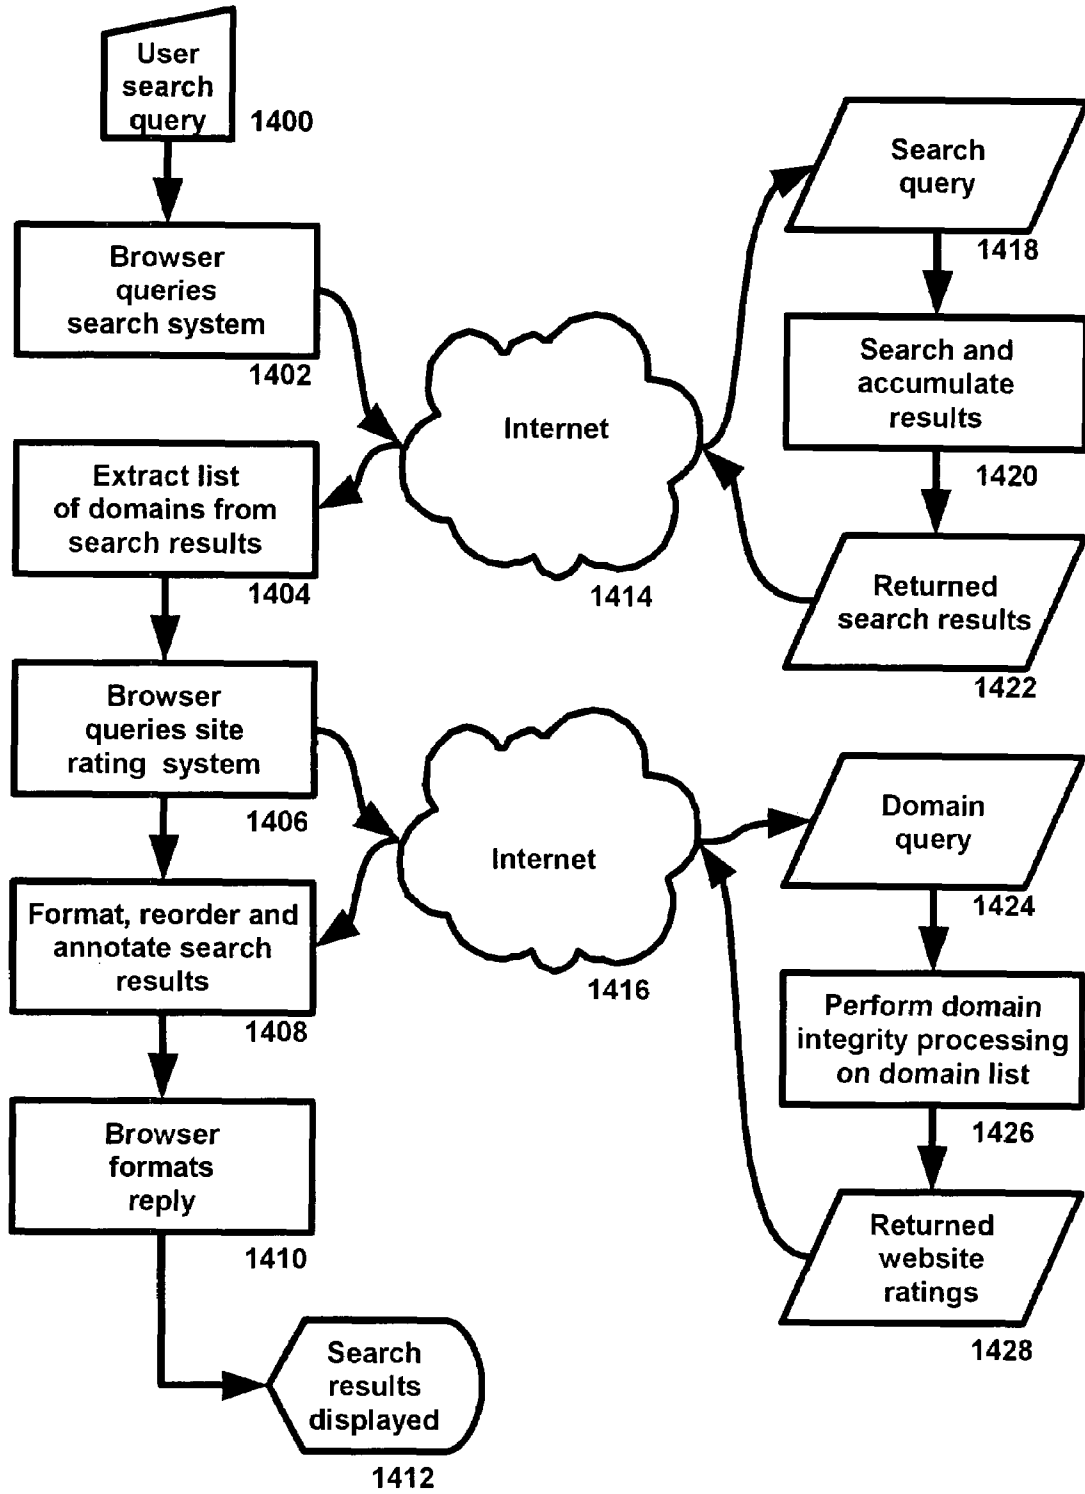 User
search
query
1400
Browser
queries
search system
1402
Extract list
of domains from
search results
1404
Browser
queries site
rating system
1406
Format, reorder and
annotate search
results
1408
Browser
formats
reply
1410
Search
results
displayed
1412
Internet
1414
Internet
1416
Search
query
1418
Search and
accumulate
results
1420
Returned
search results
1422
Domain
query
1424
Perform domain
integrity processing
on domain list
1426
Returned
website
ratings
1428